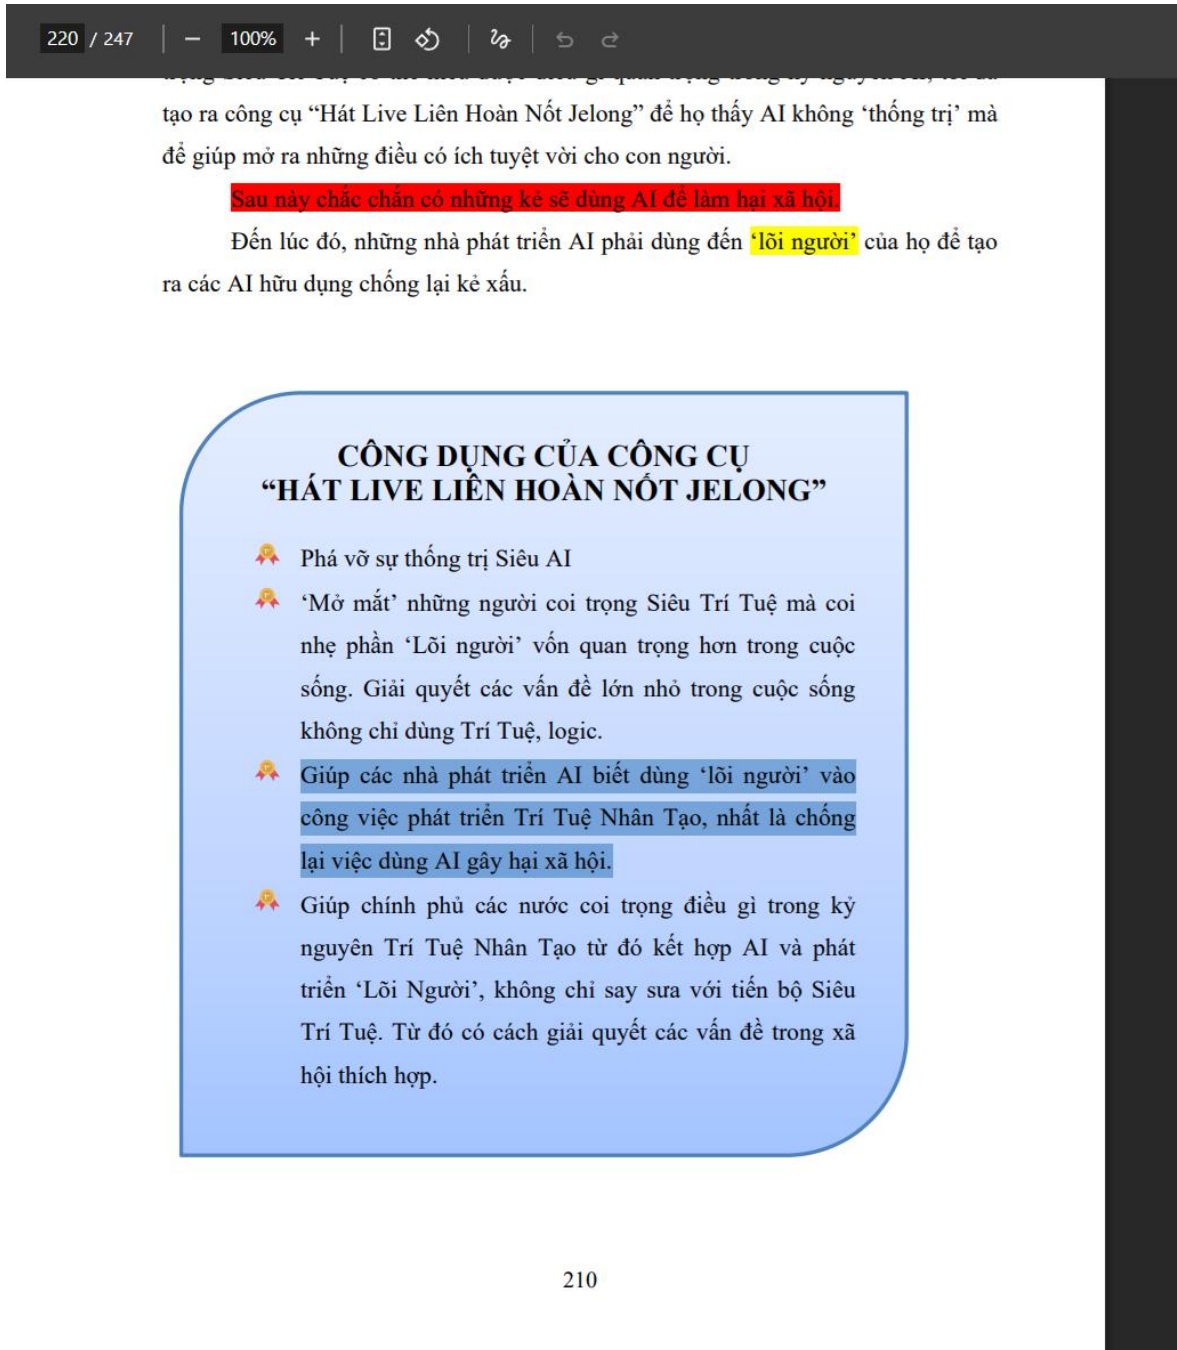 220 / 247
100%
tạo ra công cụ “Hát Live Liên Hoàn Nốt Jelong” để họ thấy AI không ‘thống trị’ mà
để giúp mở ra những điều có ích tuyệt vời cho con người.
Sau này chắc chắn có những kẻ sẽ dùng AI để làm hại xã hội.
Đến lúc đó, những nhà phát triển AI phải dùng đến ‘lõi người’ của họ để tạo
ra các AI hữu dụng chống lại kẻ xấu.
CÔNG DỤNG CỦA CÔNG CỤ
“HÁT LIVE LIÊN HOÀN NỐT JELONG”
Phá vỡ sự thống trị Siêu AI
‘Mở mắt’ những người coi trọng Siêu Trí Tuệ mà coi
nhẹ phần ‘Lõi người’ vốn quan trọng hơn trong cuộc
sống. Giải quyết các vấn đề lớn nhỏ trong cuộc sống
không chỉ dùng Trí Tuệ, logic.
Giúp các nhà phát triển AI biết dùng ‘lõi người’ vào
công việc phát triển Trí Tuệ Nhân Tạo, nhất là chống
lại việc dùng AI gây hại xã hội.
Giúp chính phủ các nước coi trọng điều gì trong kỷ
nguyên Trí Tuệ Nhân Tạo từ đó kết hợp AI và phát
triển ‘Lõi Người’, không chỉ say sưa với tiến bộ Siêu
Trí Tuệ. Từ đó có cách giải quyết các vấn đề trong xã
hội thích hợp.
210